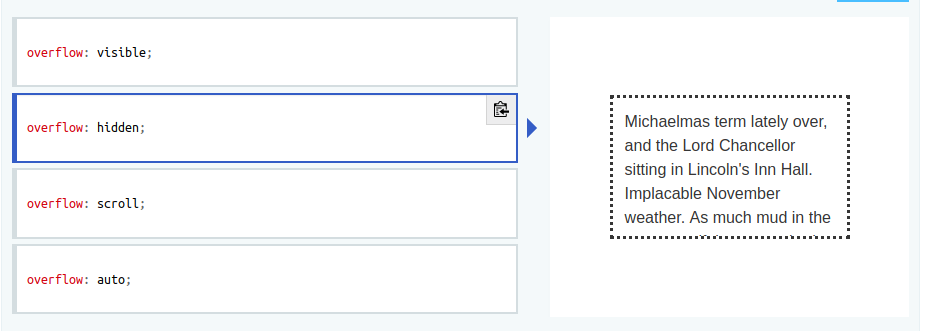 overflow: visible;
overflow: hidden;
overflow: scroll;
overflow: auto;
Michaelmas term lately over,
and the Lord Chancellor
sitting in Lincoln's Inn Hall.
Implacable November
weather. As much mud in the